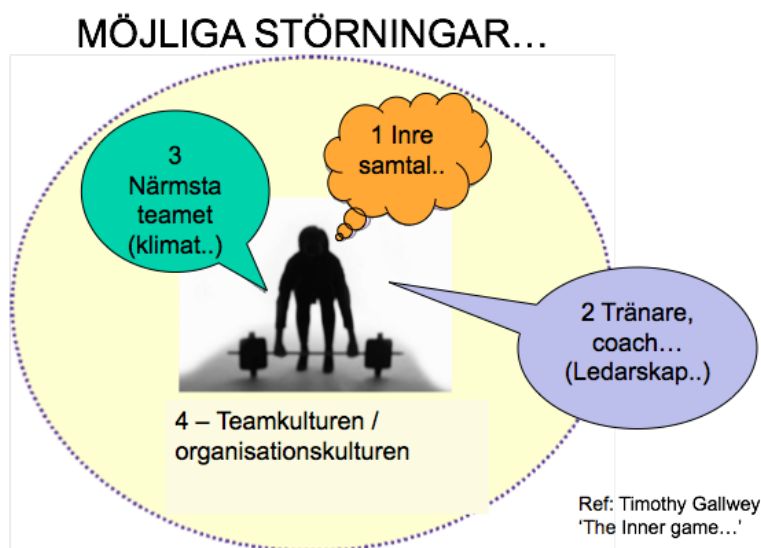 MÖJLIGA STÖRNINGAR...
1 Inre
samtal..
3
Närmsta
teamet
(klimat..)
2 Tränare,
coach...
(Ledarskap..)
4 – Teamkulturen /
organisationskulturen
Ref: Timothy Gallwey
'The Inner game...'